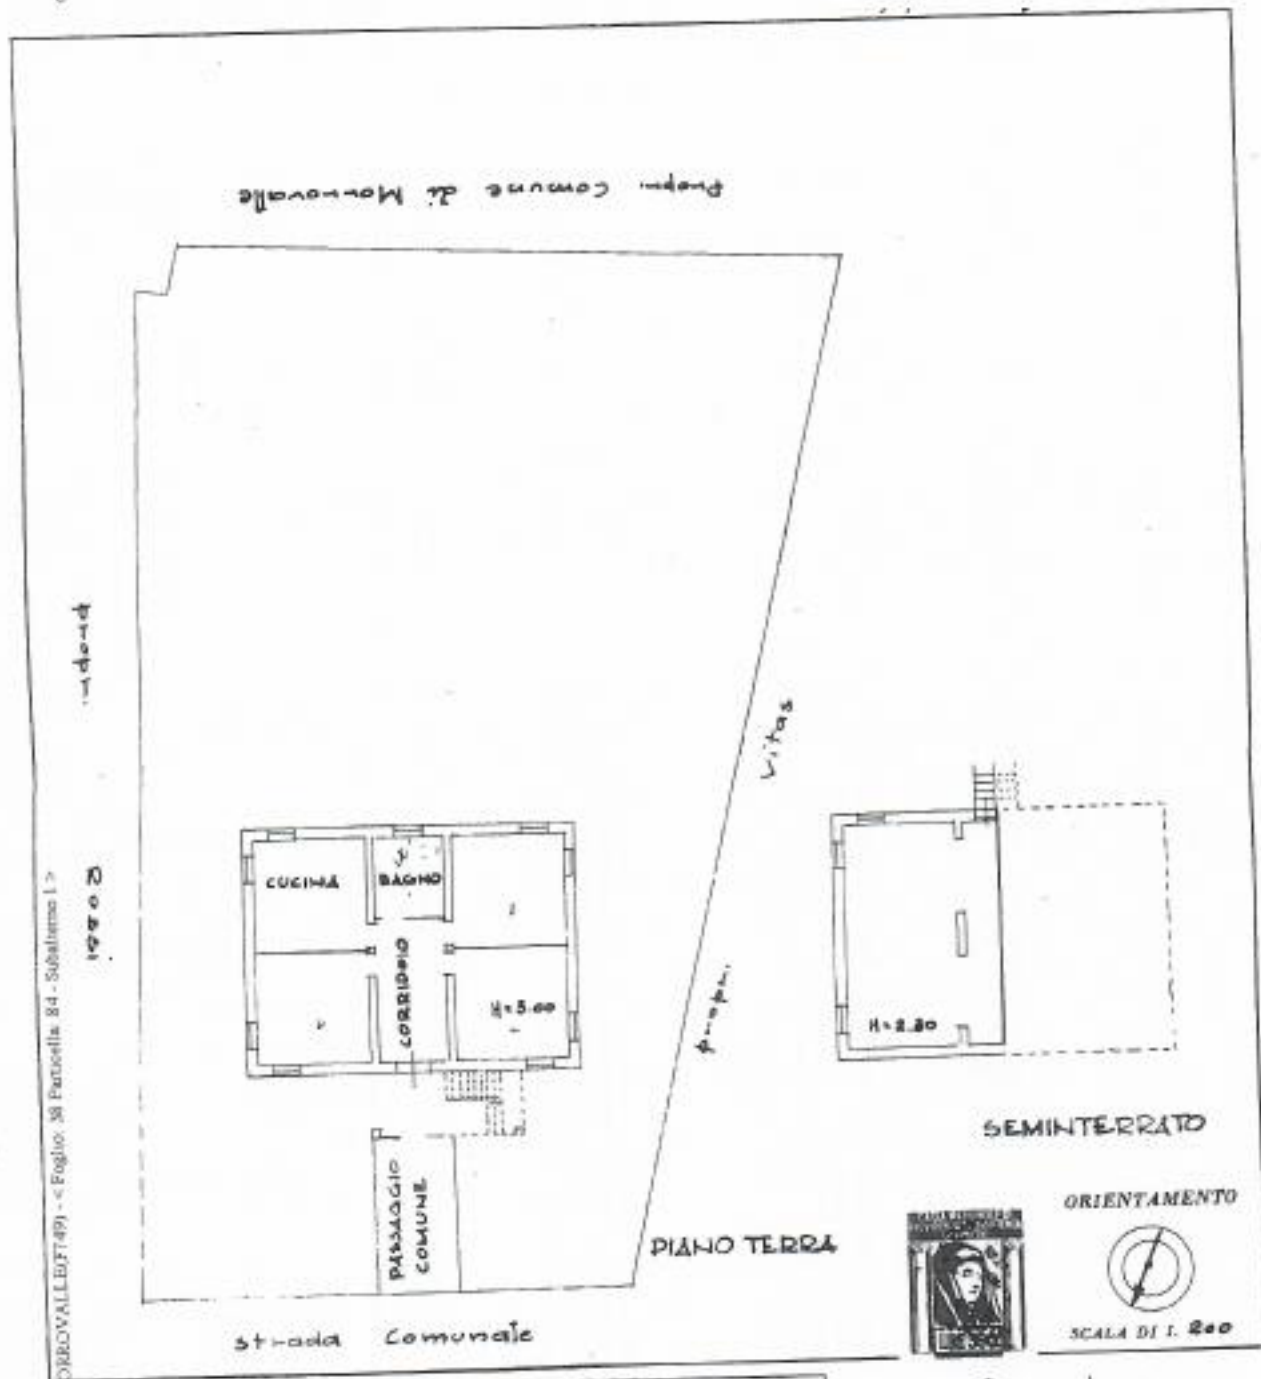 Propr. Comune di Morrovalle
propr.
Rossi
Vitas
propr.
CUCINA
BAGNO
CORRIDOIO
H=3.00
H=2.20
PASSAGGIO
COMUNE
SEMINTERRATO
PIANO TERRA
ORIENTAMENTO
SCALA DI 1. 200
strada Comunale
ORROVALLE(F749) - < Foglio: 38 Particella: 84 - Subalterno 1 >